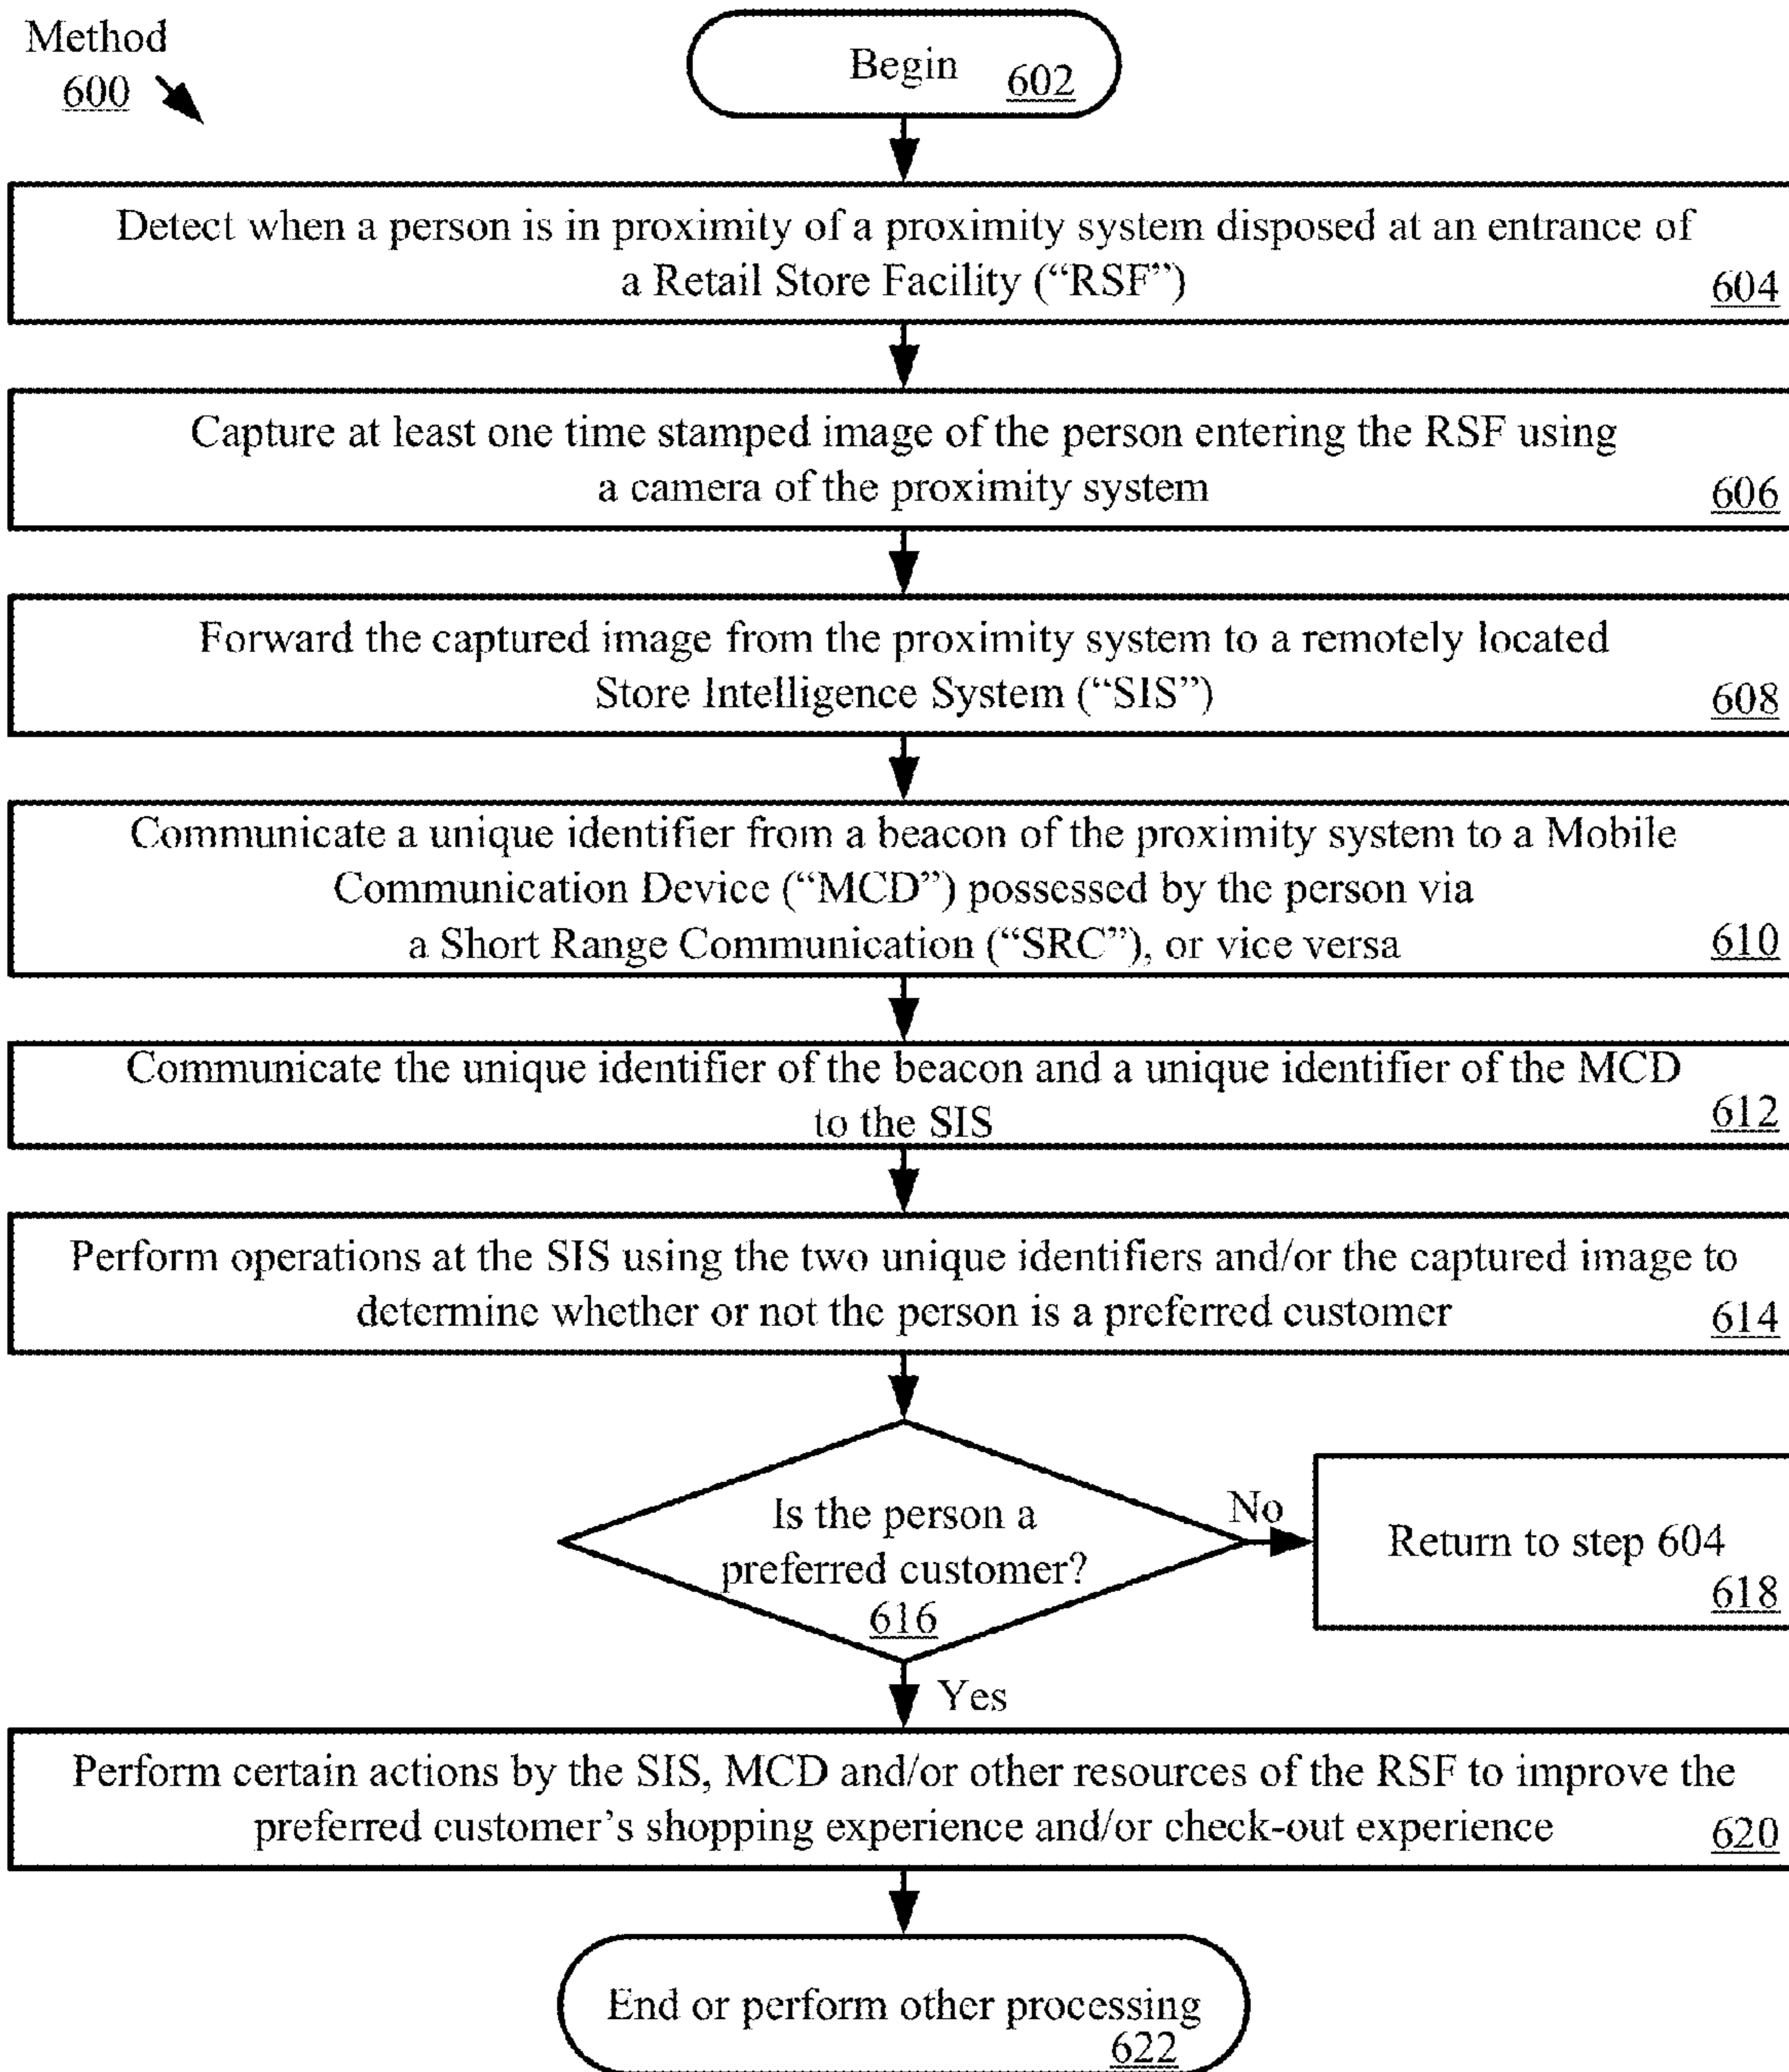 Method
600
Begin 602
Detect when a person is in proximity of a proximity system disposed at an entrance of
a Retail Store Facility (“RSF”) 604
Capture at least one time stamped image of the person entering the RSF using
a camera of the proximity system 606
Forward the captured image from the proximity system to a remotely located
Store Intelligence System (“SIS”) 608
Communicate a unique identifier from a beacon of the proximity system to a Mobile
Communication Device (“MCD”) possessed by the person via
a Short Range Communication (“SRC”), or vice versa 610
Communicate the unique identifier of the beacon and a unique identifier of the MCD
to the SIS 612
Perform operations at the SIS using the two unique identifiers and/or the captured image to
determine whether or not the person is a preferred customer 614
Is the person a
preferred customer?
616
No
Return to step 604
618
Yes
Perform certain actions by the SIS, MCD and/or other resources of the RSF to improve the
preferred customer’s shopping experience and/or check-out experience 620
End or perform other processing
622